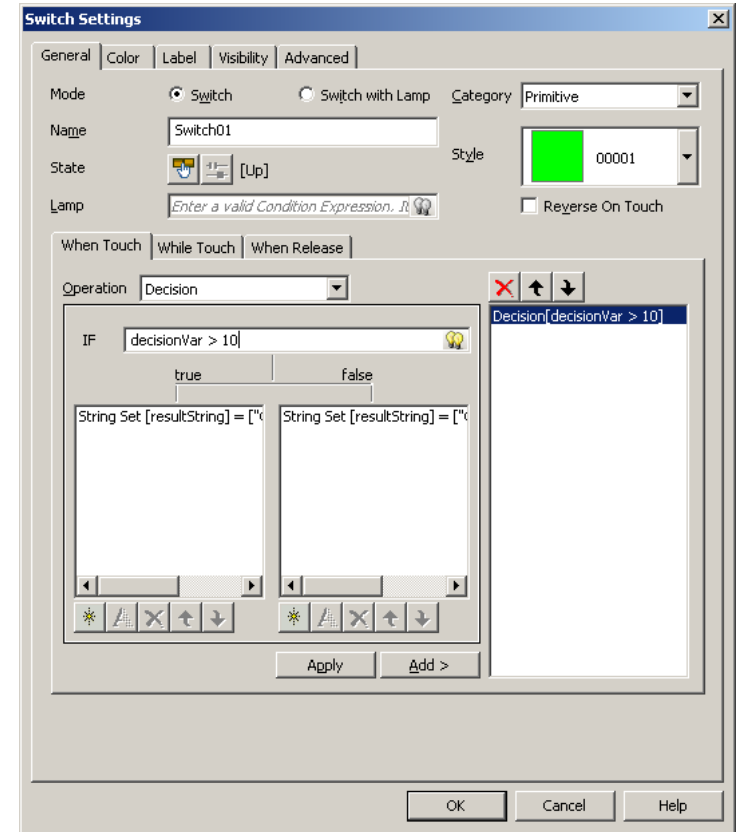 Switch Settings
General Color Label Visibility Advanced
Mode Switch Switch with Lamp Category Primitive
Name Switch01
Style 00001
State [Up]
Lamp Enter a valid Condition Expression.
Reverse On Touch
When Touch While Touch When Release
Operation Decision
Decision[decisionVar > 10]
IF decisionVar > 10
true false
String Set [resultString] = [" String Set [resultString] = ["
Apply Add >
OK Cancel Help